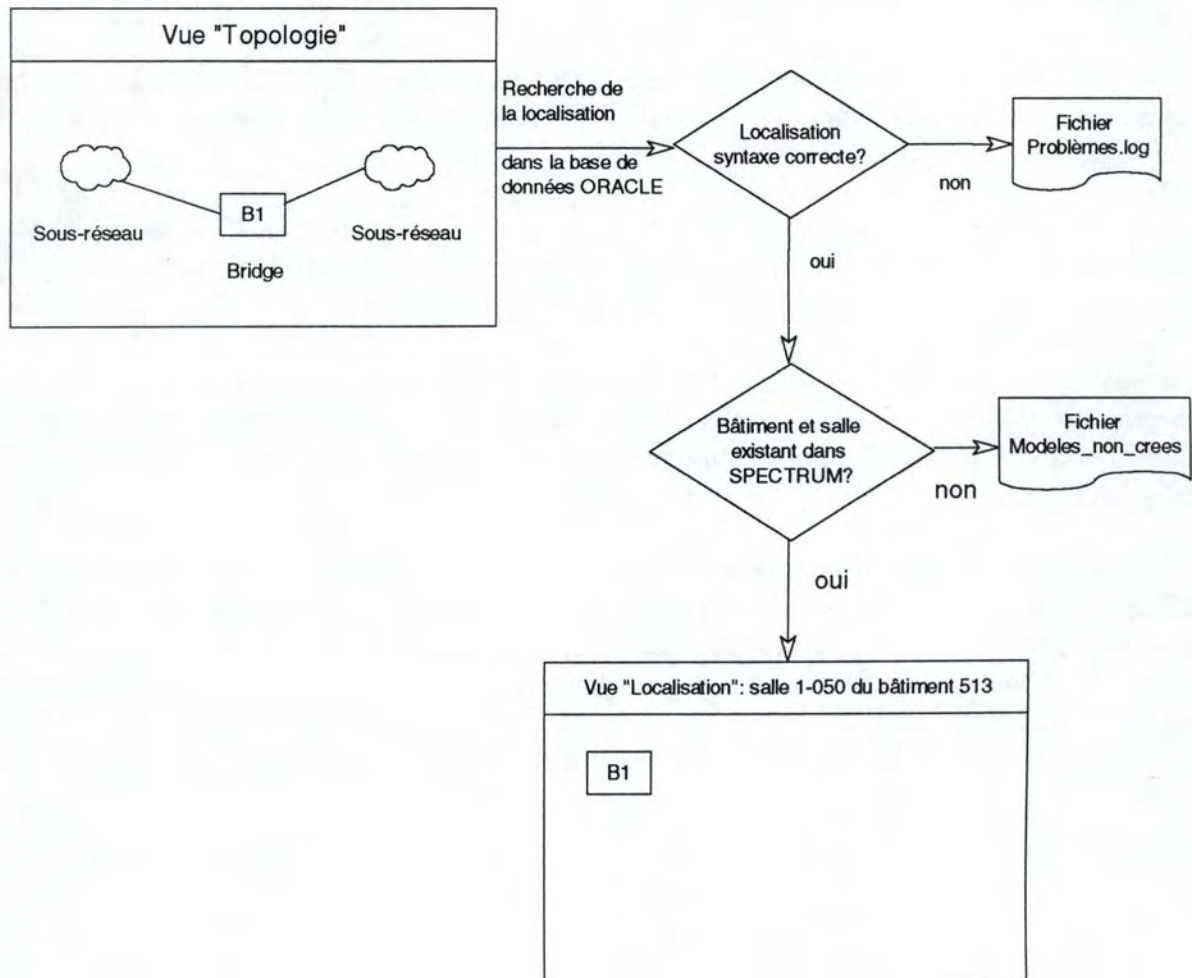 Vue "Topologie"
Sous-réseau
B1
Bridge
Sous-réseau
Recherche de
la localisation
dans la base de
données ORACLE
Localisation
syntaxe correcte?
non
Fichier
Problèmes.log
oui
Bâtiment et salle
existant dans
SPECTRUM?
non
Fichier
Modeles_non_crees
oui
Vue "Localisation": salle 1-050 du bâtiment 513
B1